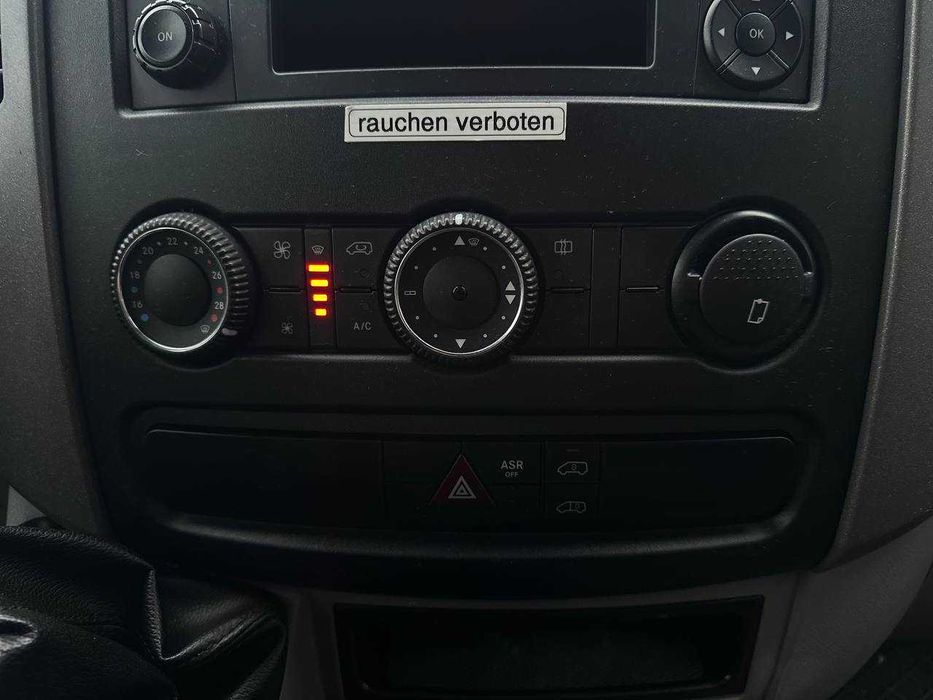 ON
OK
rauchen verboten
20 22 24
18 26
16 28
A/C
ASR
OFF